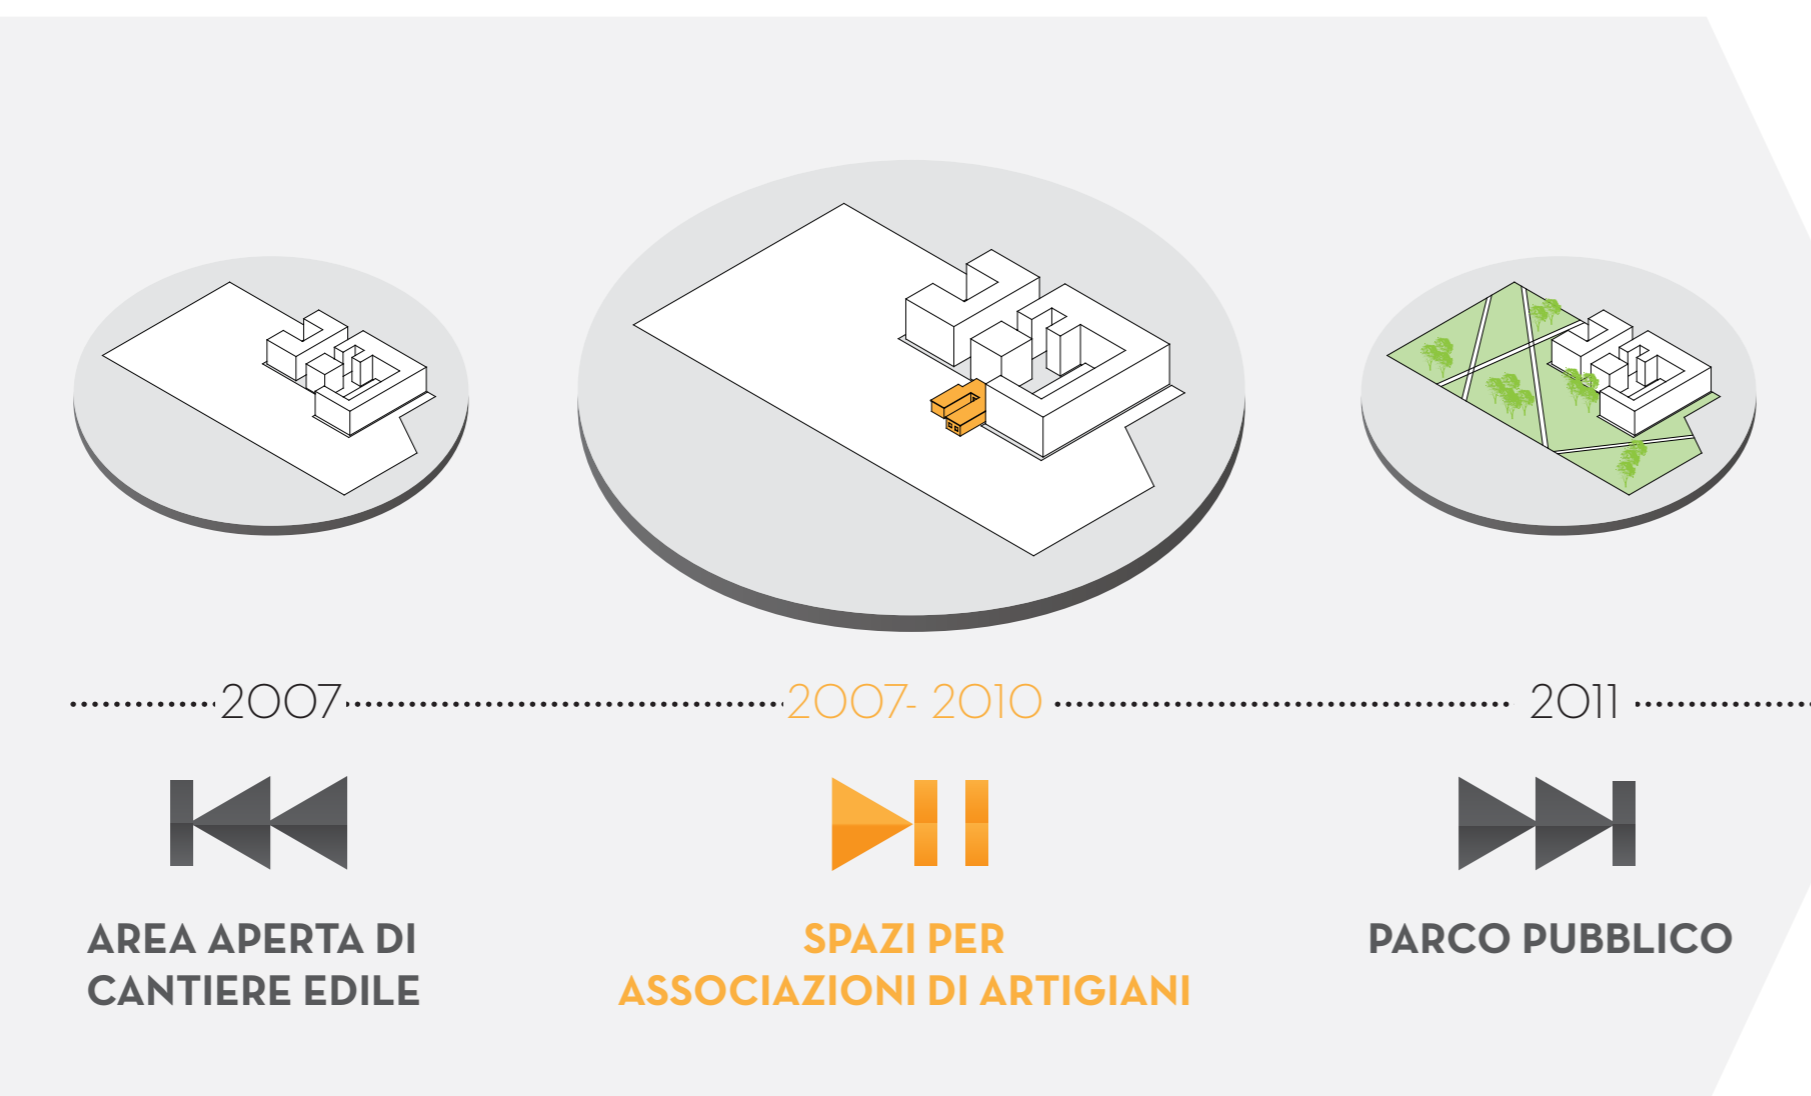 2007
2007- 2010
2011
AREA APERTA DI
CANTIERE EDILE
SPAZI PER
ASSOCIAZIONI DI ARTIGIANI
PARCO PUBBLICO